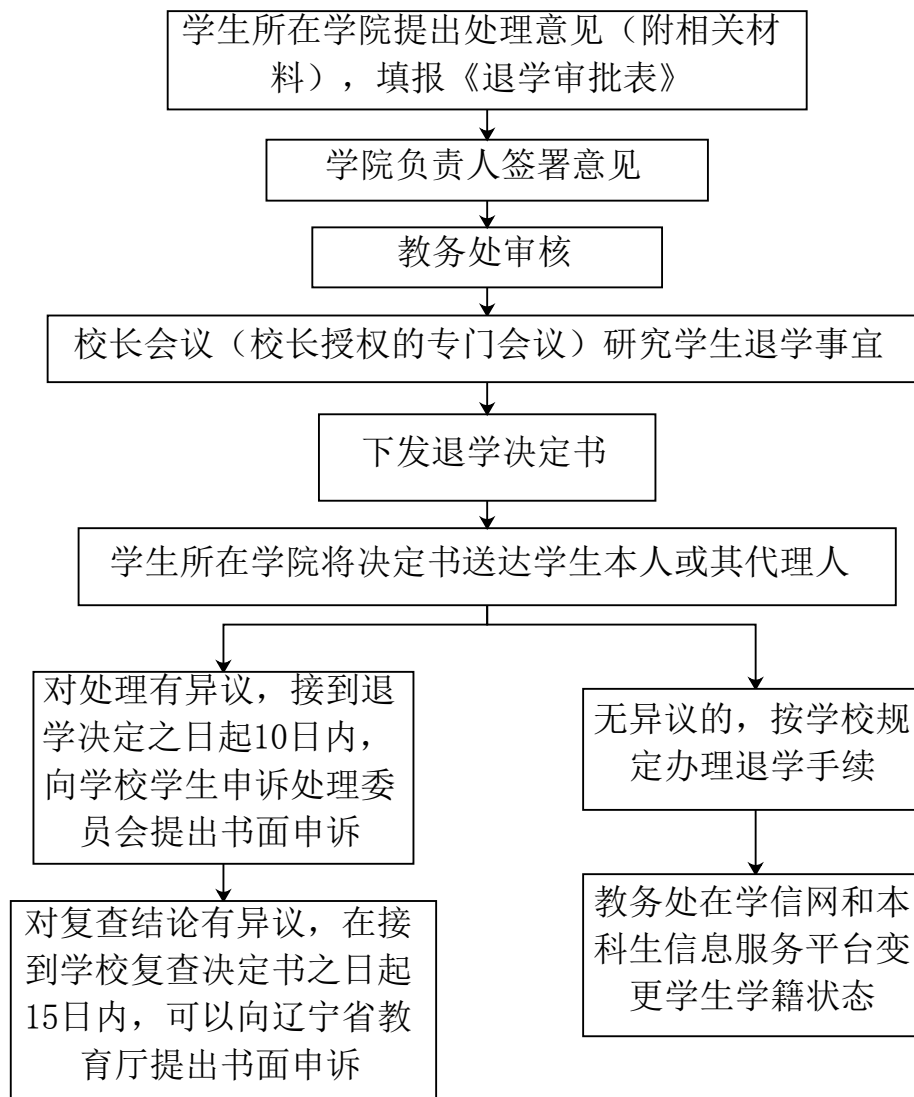 学生所在学院提出处理意见（附相关材
料），填报《退学审批表》
学院负责人签署意见
教务处审核
校长会议（校长授权的专门会议）研究学生退学事宜
下发退学决定书
学生所在学院将决定书送达学生本人或其代理人
对处理有异议，接到退
学决定之日起10日内，
向学校学生申诉处理委
员会提出书面申诉
对复查结论有异议，在接
到学校复查决定书之日起
15日内，可以向辽宁省教
育厅提出书面申诉
无异议的，按学校规
定办理退学手续
教务处在学信网和本
科生信息服务平台变
更学生学籍状态